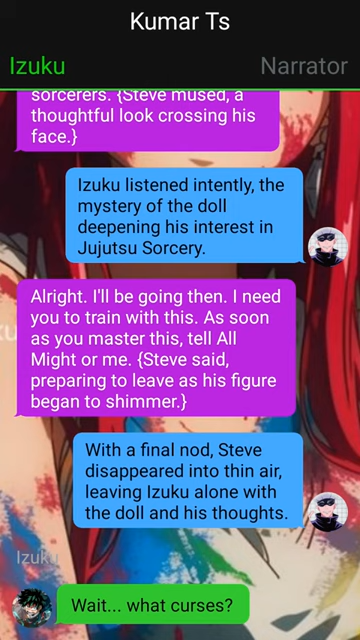 Kumar Ts
Izuku Narrator
sorcerers. {Steve mused, a
thoughtful look crossing his
face.}
Izuku listened intently, the
mystery of the doll
deepening his interest in
Jujutsu Sorcery.
Alright. I'll be going then. I need
you to train with this. As soon
as you master this, tell All
Might or me. {Steve said,
preparing to leave as his figure
began to shimmer.}
With a final nod, Steve
disappeared into thin air,
leaving Izuku alone with
the doll and his thoughts.
Izuku
Wait... what curses?